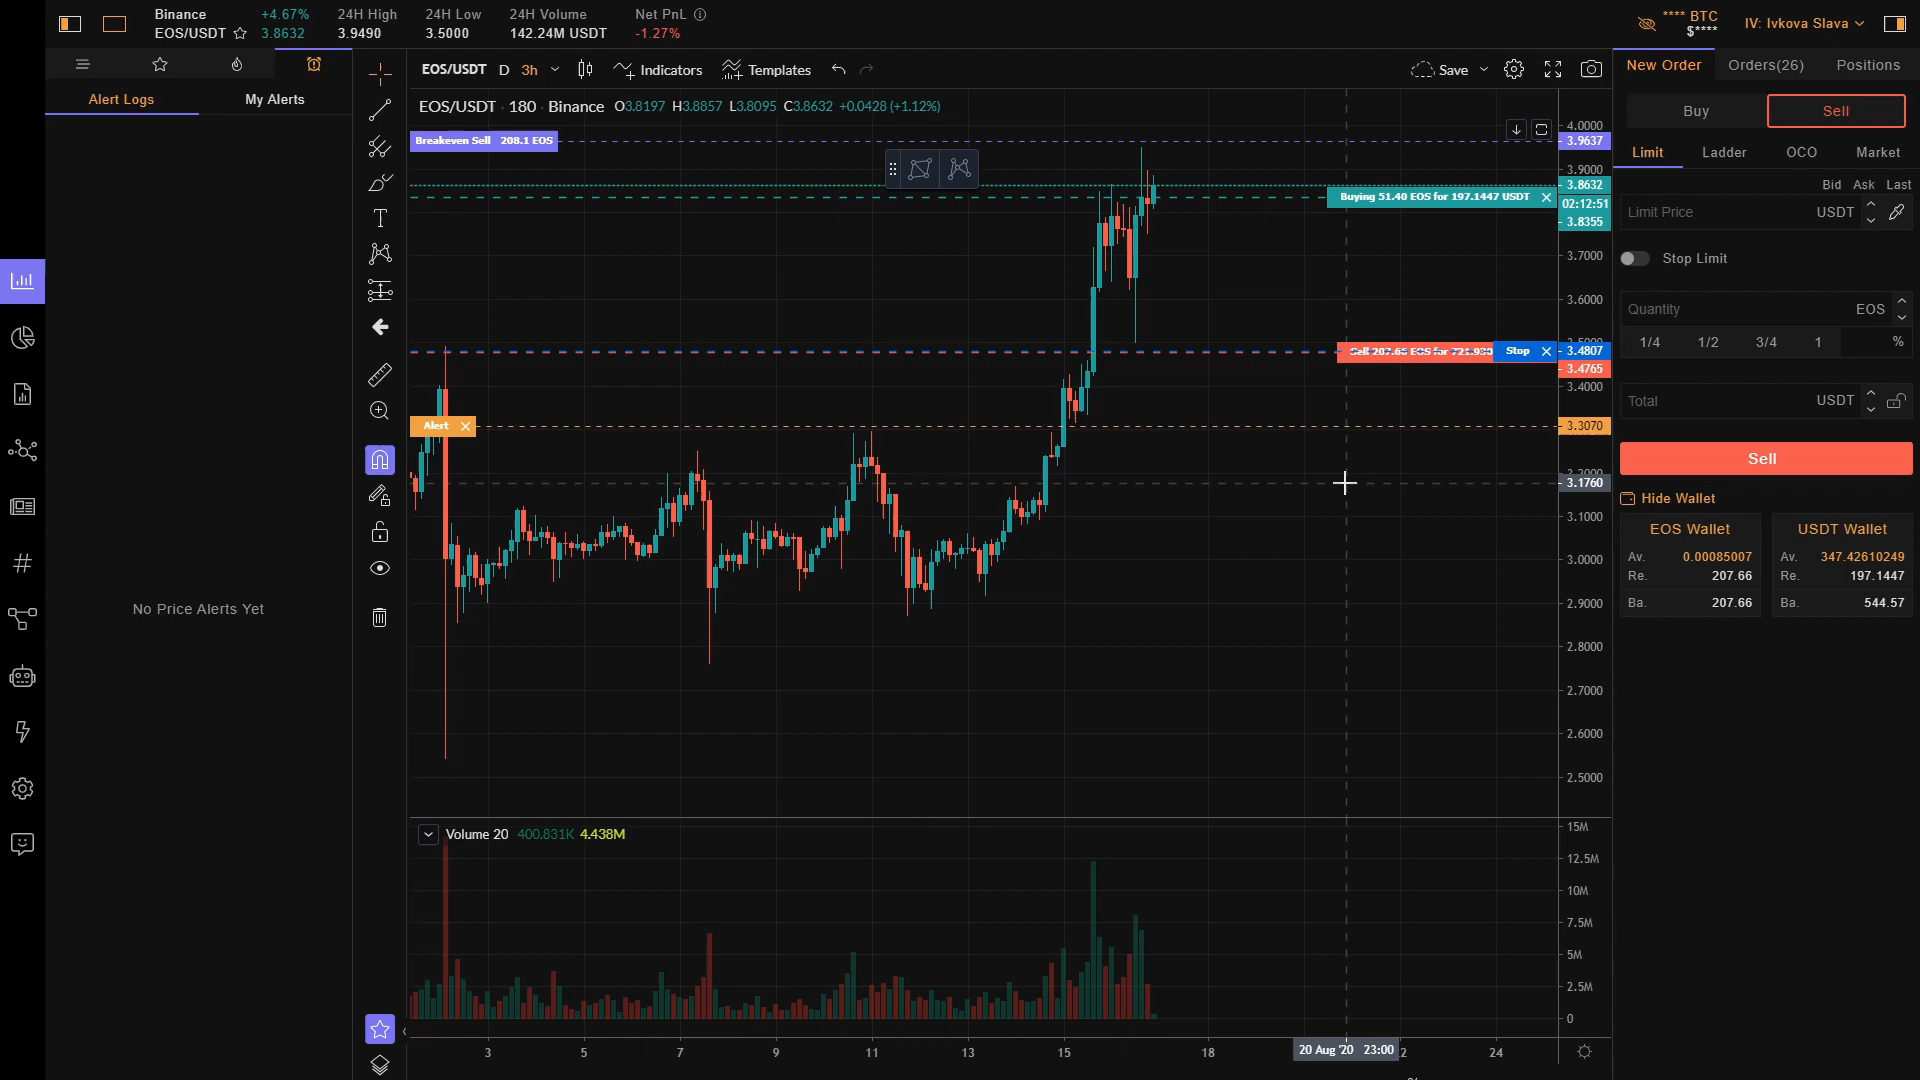 Binance +4.67% 24H High 24H Low 24H Volume Net PnL
EOS/USDT 3.8632 3.9490 3.5000 142.24M USDT -1.27%
**** BTC
$****
IV: Ivkova Slava
Alert Logs My Alerts
No Price Alerts Yet
EOS/USDT D 3h Indicators Templates Save
EOS/USDT · 180 · Binance O3.8197 H3.8857 L3.8095 C3.8632 +0.0428 (+1.12%)
Breakeven Sell 208.1 EOS
Buying 51.40 EOS for 197.1447 USDT
Sell 207.66 EOS for 721.930 Stop
Alert
4.0000
3.9637
3.9000
3.8632
02:12:51
3.8355
3.7000
3.6000
3.4807
3.4765
3.4000
3.3070
3.2000
3.1760
3.1000
3.0000
2.9000
2.8000
2.7000
2.6000
2.5000
Volume 20 400.831K 4.438M
15M
12.5M
10M
7.5M
5M
2.5M
0
3 5 7 9 11 13 15 18 20 Aug '20 23:00 2 24
New Order Orders(26) Positions
Buy Sell
Limit Ladder OCO Market
Bid Ask Last
Limit Price USDT
Stop Limit
Quantity EOS
1/4 1/2 3/4 1 %
Total USDT
Sell
Hide Wallet
EOS Wallet USDT Wallet
Av. 0.00085007 Av. 347.42610249
Re. 207.66 Re. 197.1447
Ba. 207.66 Ba. 544.57